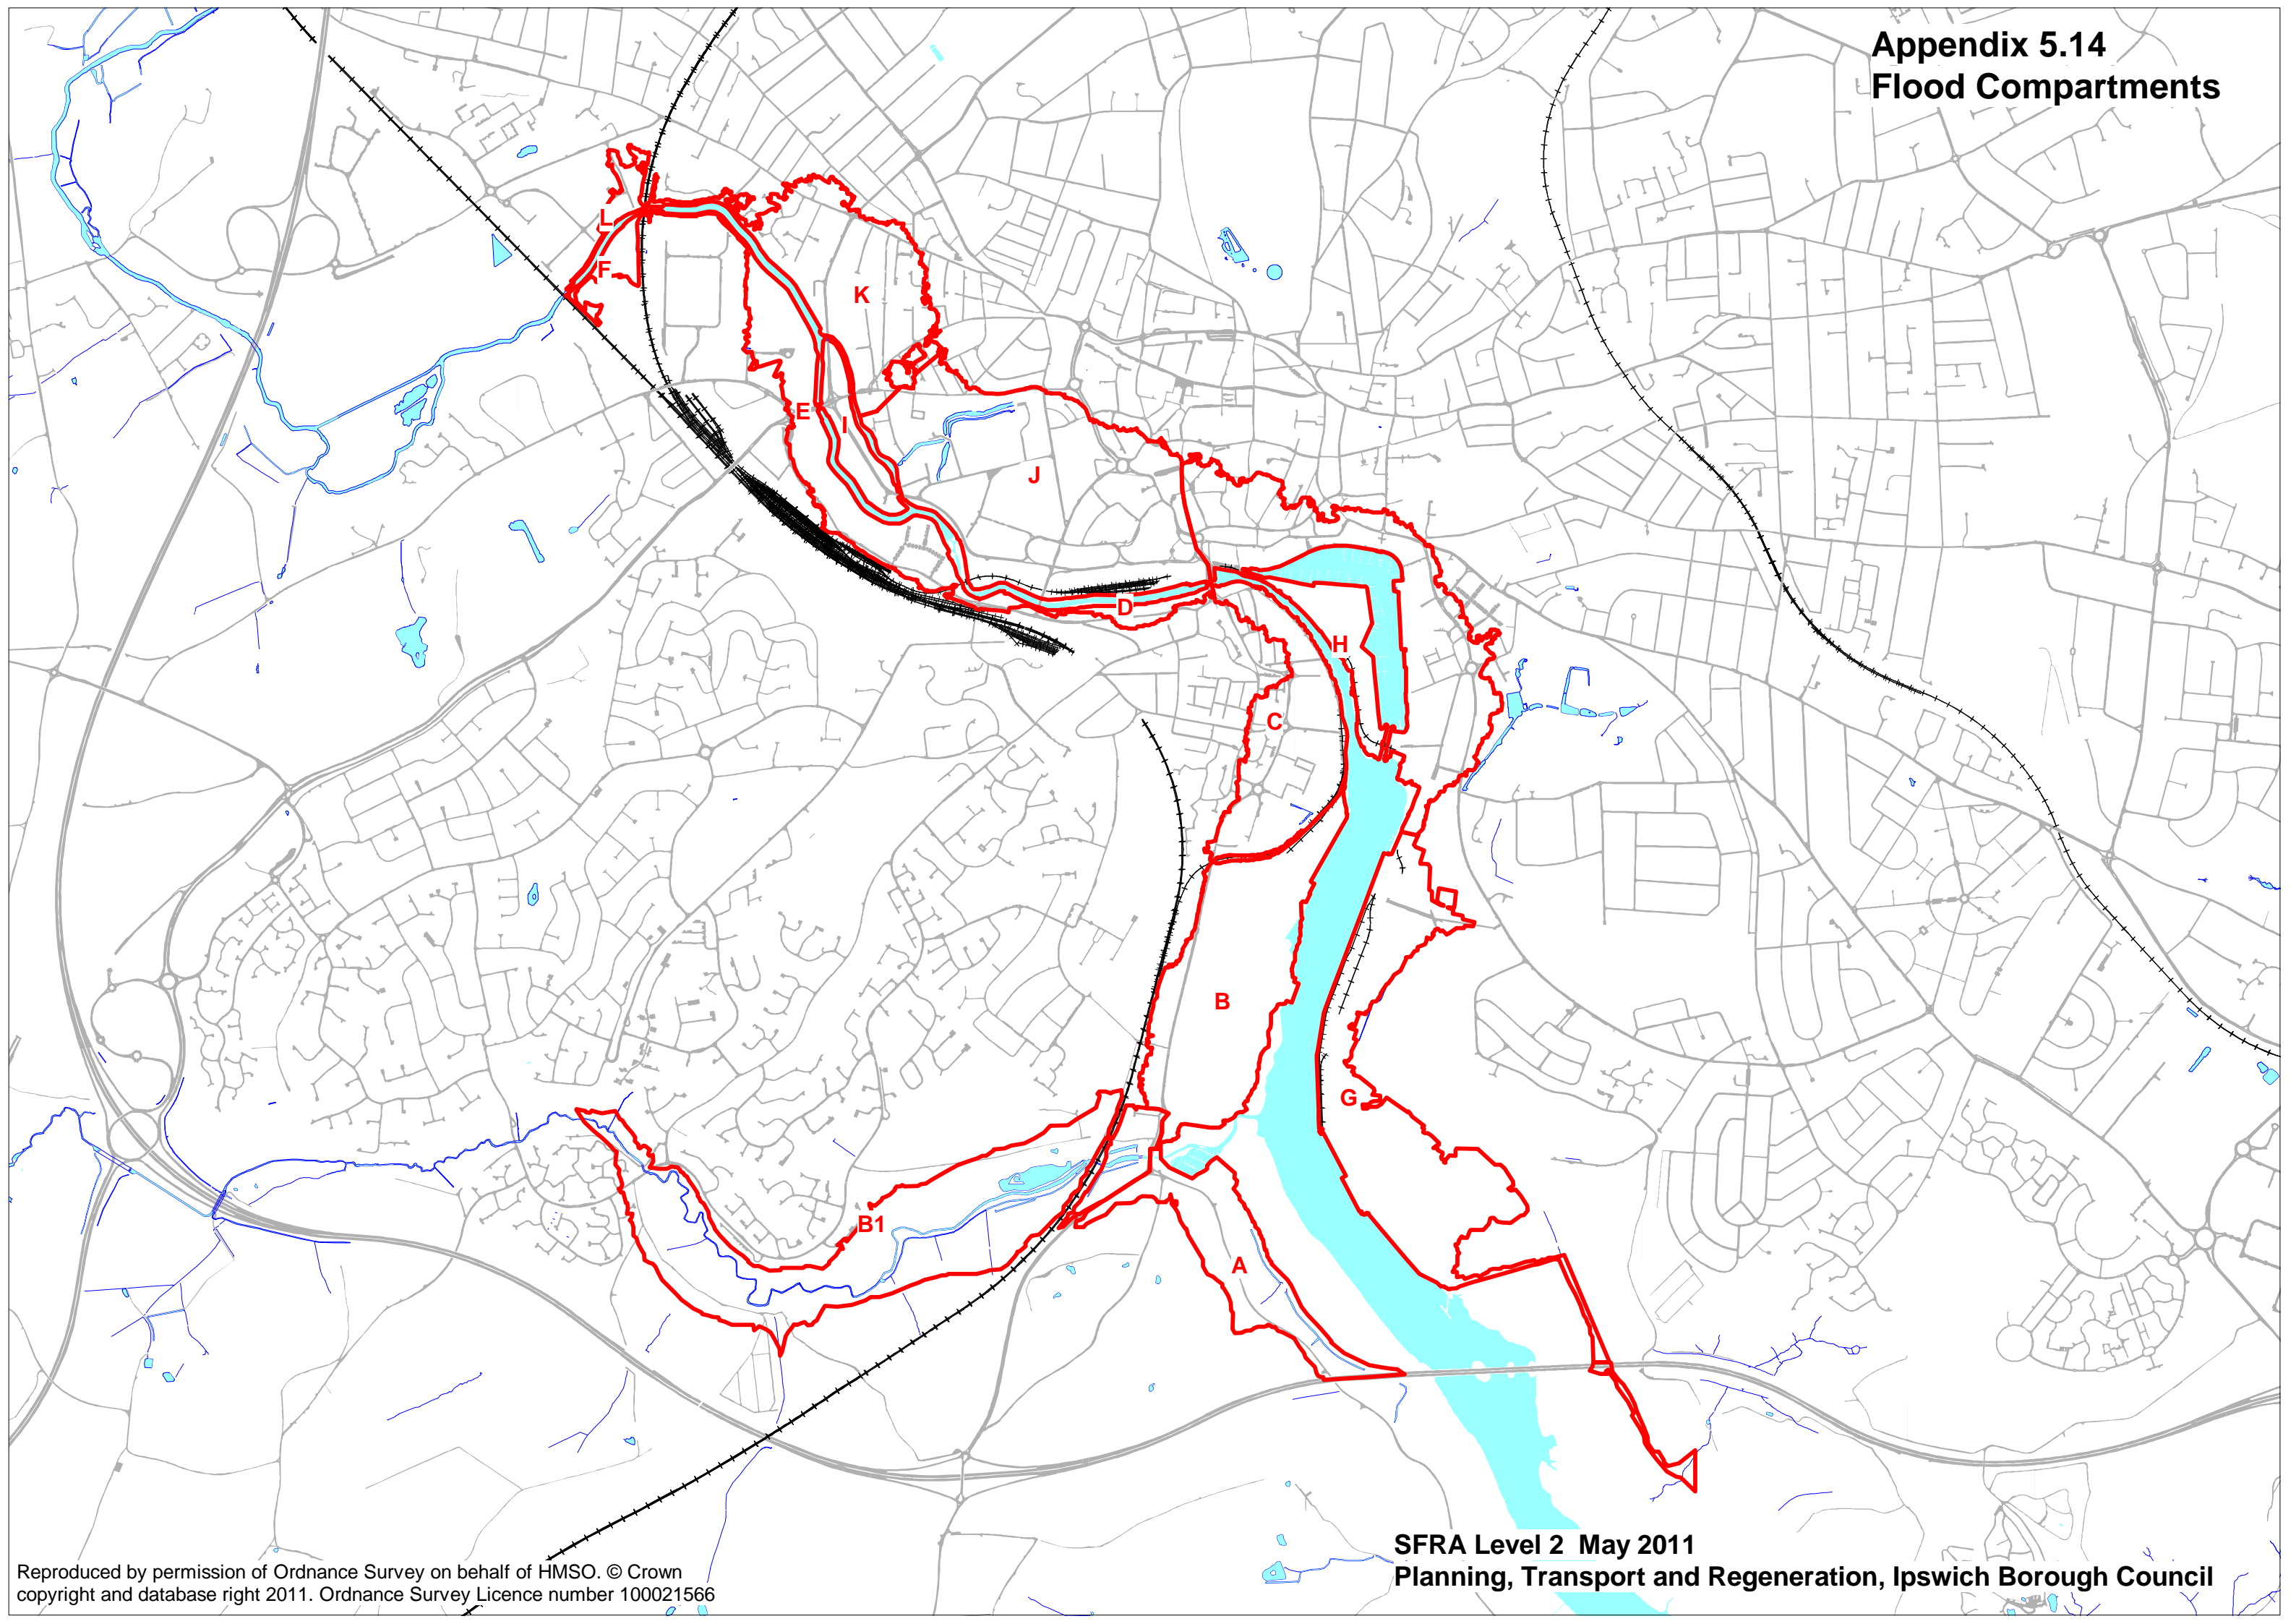 Appendix 5.14
Flood Compartments
L
F
K
E
I
J
D
H
C
B
G
B1
A
SFRA Level 2 May 2011
Planning, Transport and Regeneration, Ipswich Borough Council
Reproduced by permission of Ordnance Survey on behalf of HMSO. © Crown
copyright and database right 2011. Ordnance Survey Licence number 100021566